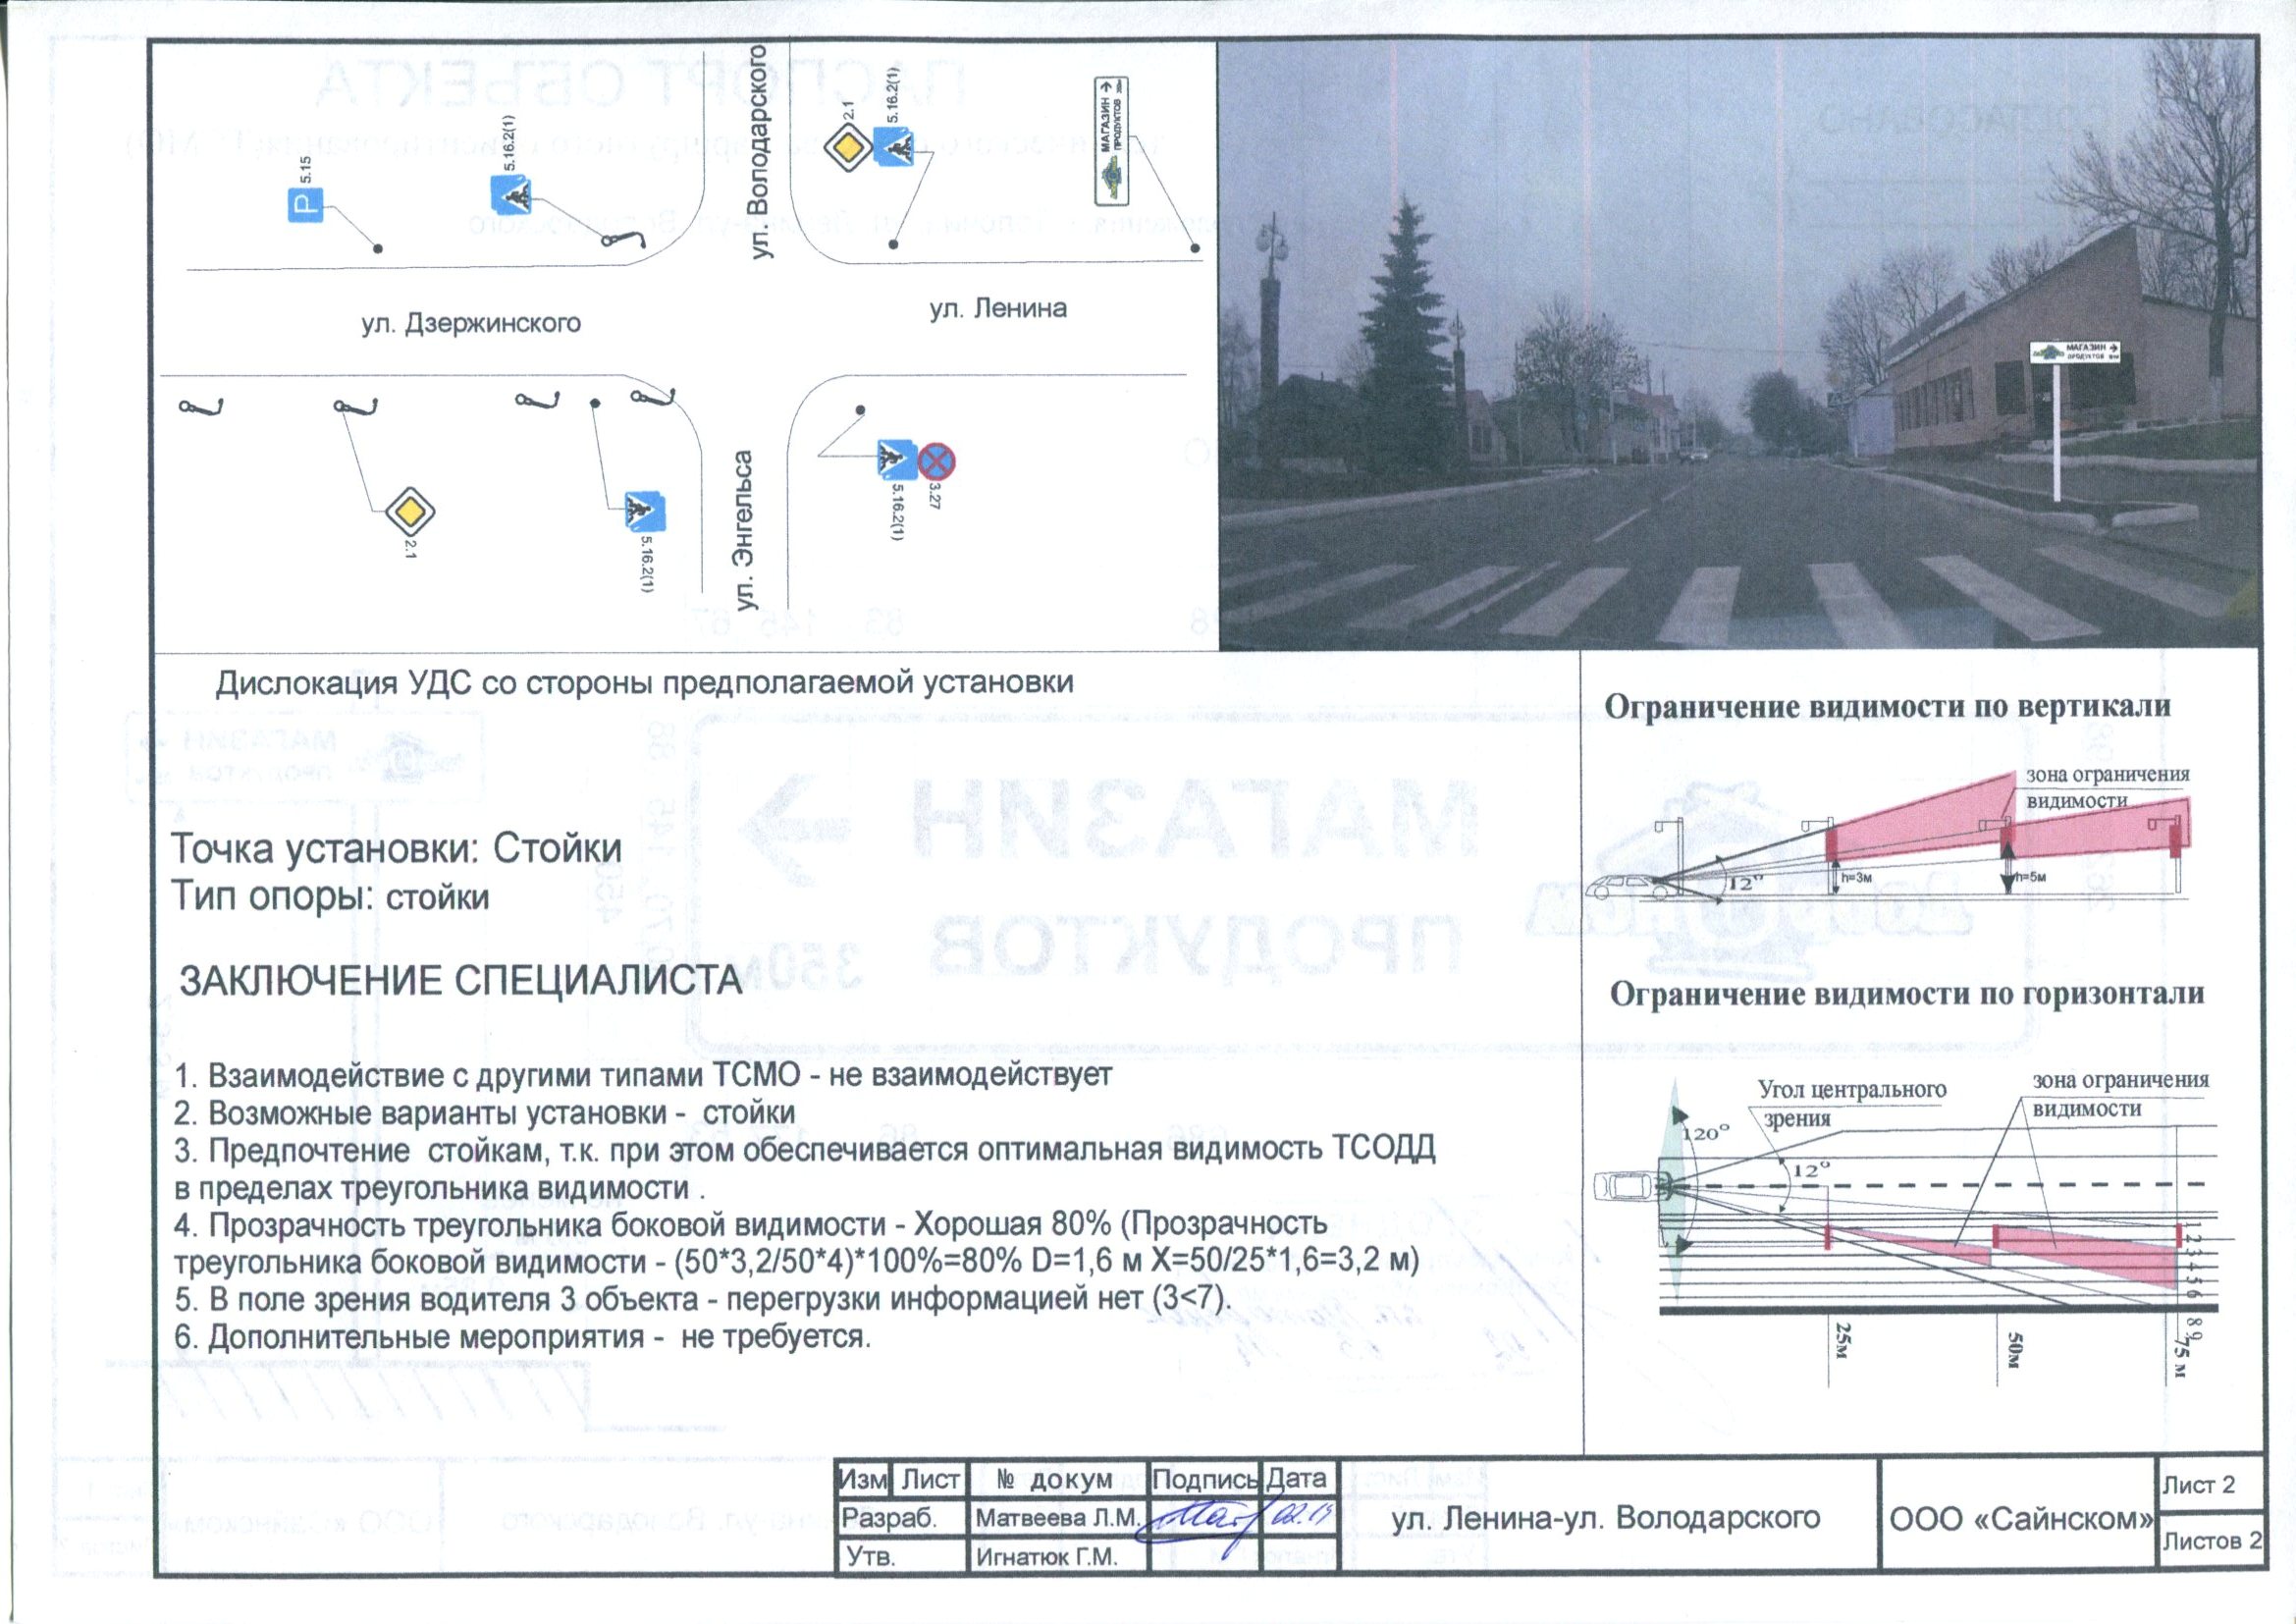 ул. Володарского
5.15
5.16.2(1)
2.1
5.16.2(1)
МАГАЗИН
ПРОДУКТОВ
ул. Дзержинского
ул. Ленина
2.1
5.16.2(1)
ул. Энгельса
5.16.2(1)
3.27
МАГАЗИН
ПРОДУКТОВ
Дислокация УДС со стороны предполагаемой установки
Точка установки: Стойки
Тип опоры: стойки
ЗАКЛЮЧЕНИЕ СПЕЦИАЛИСТА
1. Взаимодействие с другими типами ТСМО - не взаимодействует
2. Возможные варианты установки - стойки
3. Предпочтение стойкам, т.к. при этом обеспечивается оптимальная видимость ТСОДД
в пределах треугольника видимости .
4. Прозрачность треугольника боковой видимости - Хорошая 80% (Прозрачность
треугольника боковой видимости - (50*3,2/50*4)*100%=80% D=1,6 м X=50/25*1,6=3,2 м)
5. В поле зрения водителя 3 объекта - перегрузки информацией нет (3<7).
6. Дополнительные мероприятия - не требуется.
Ограничение видимости по вертикали
зона ограничения
видимости
12°
h=3м
h=5м
Ограничение видимости по горизонтали
Угол центрального
зрения
зона ограничения
видимости
120°
12°
1 2 3 4 5 6
8 9
25м
50м
75 м
Изм Лист № докум Подпись Дата
Разраб. Матвеева Л.М.
Утв. Игнатюк Г.М.
ул. Ленина-ул. Володарского
ООО «Сайнском»
Лист 2
Листов 2